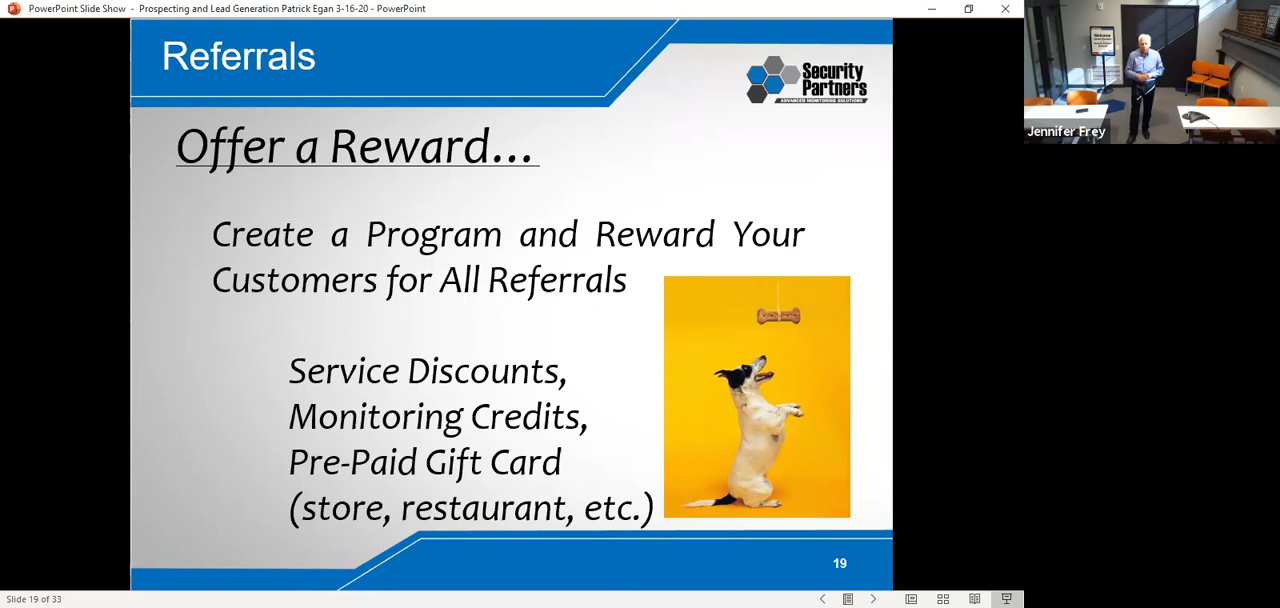 PowerPoint Slide Show - Prospecting and Lead Generation Patrick Egan 3-16-20 - PowerPoint
Referrals
Security
Partners
ADVANCED MONITORING SOLUTIONS
Offer a Reward...
Create a Program and Reward Your
Customers for All Referrals
Service Discounts,
Monitoring Credits,
Pre-Paid Gift Card
(store, restaurant, etc.)
19
Slide 19 of 33
Welcome
Jennifer Frey